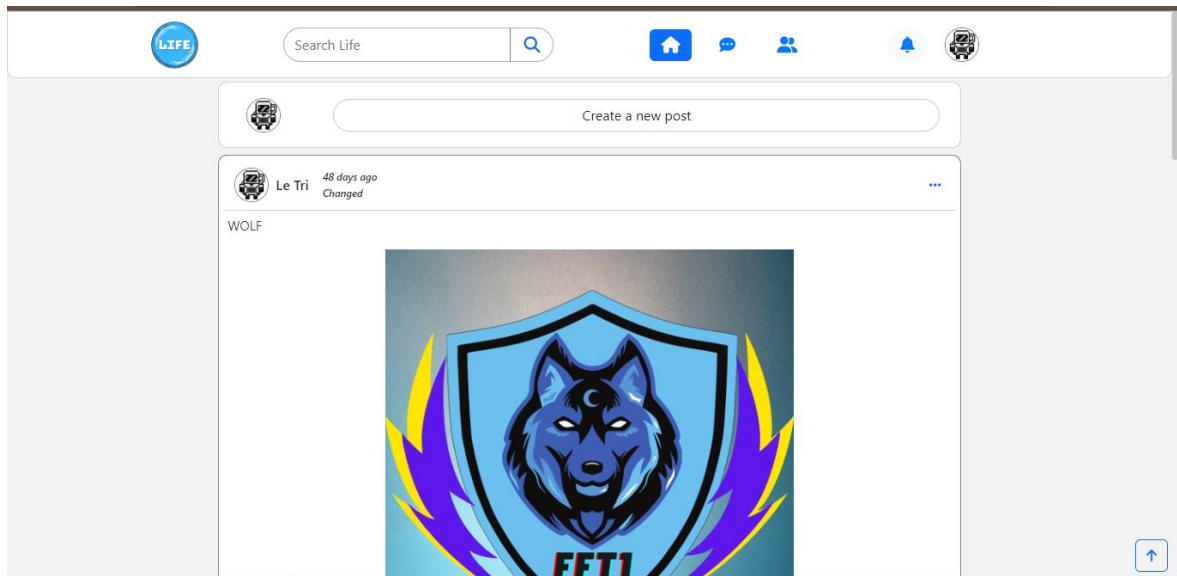 LIFE
Search Life
Create a new post
Le Tri
48 days ago
Changed
WOLF